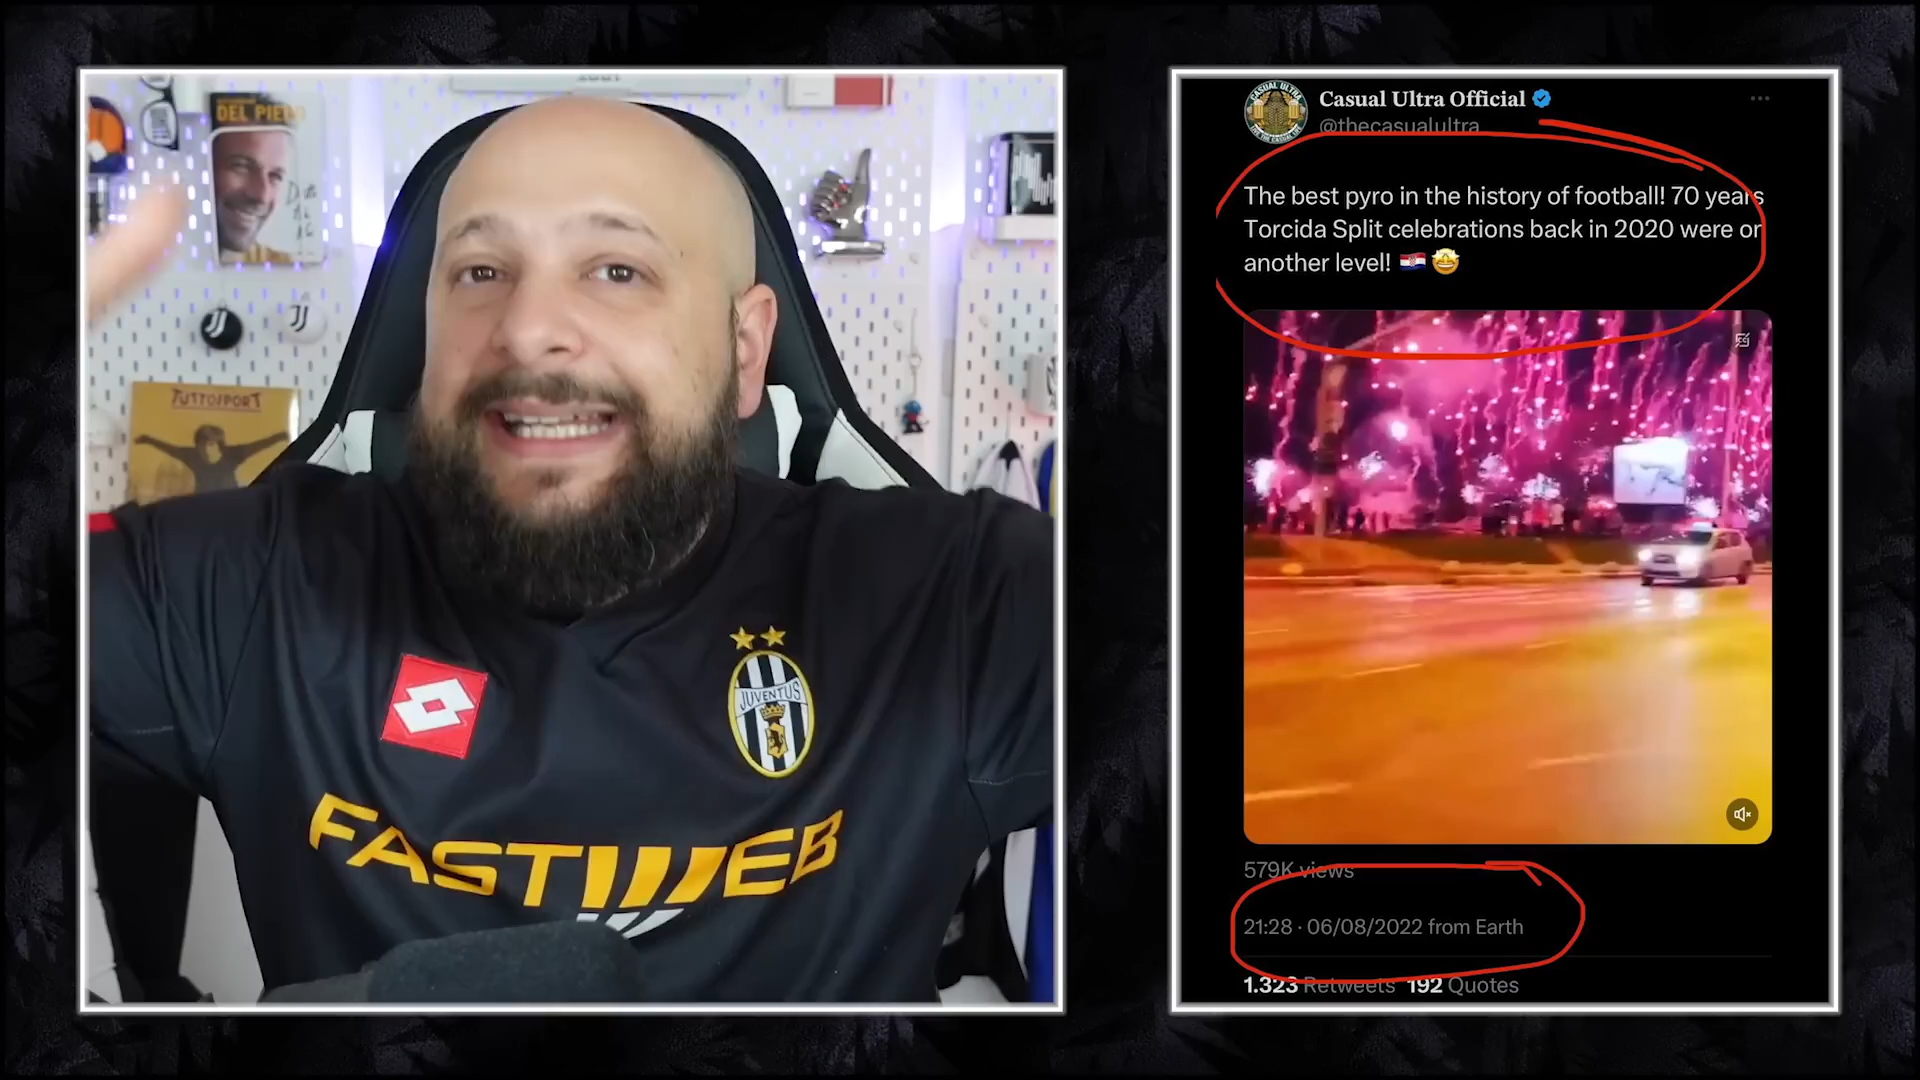 DEL PIERO
TUTTOSPORT
JUVENTUS
FASTWEB
Casual Ultra Official
@thecasualultra
The best pyro in the history of football! 70 years
Torcida Split celebrations back in 2020 were on
another level! 🇭🇷 🤩
579K views
21:28 · 06/08/2022 from Earth
1.323 Retweets 192 Quotes